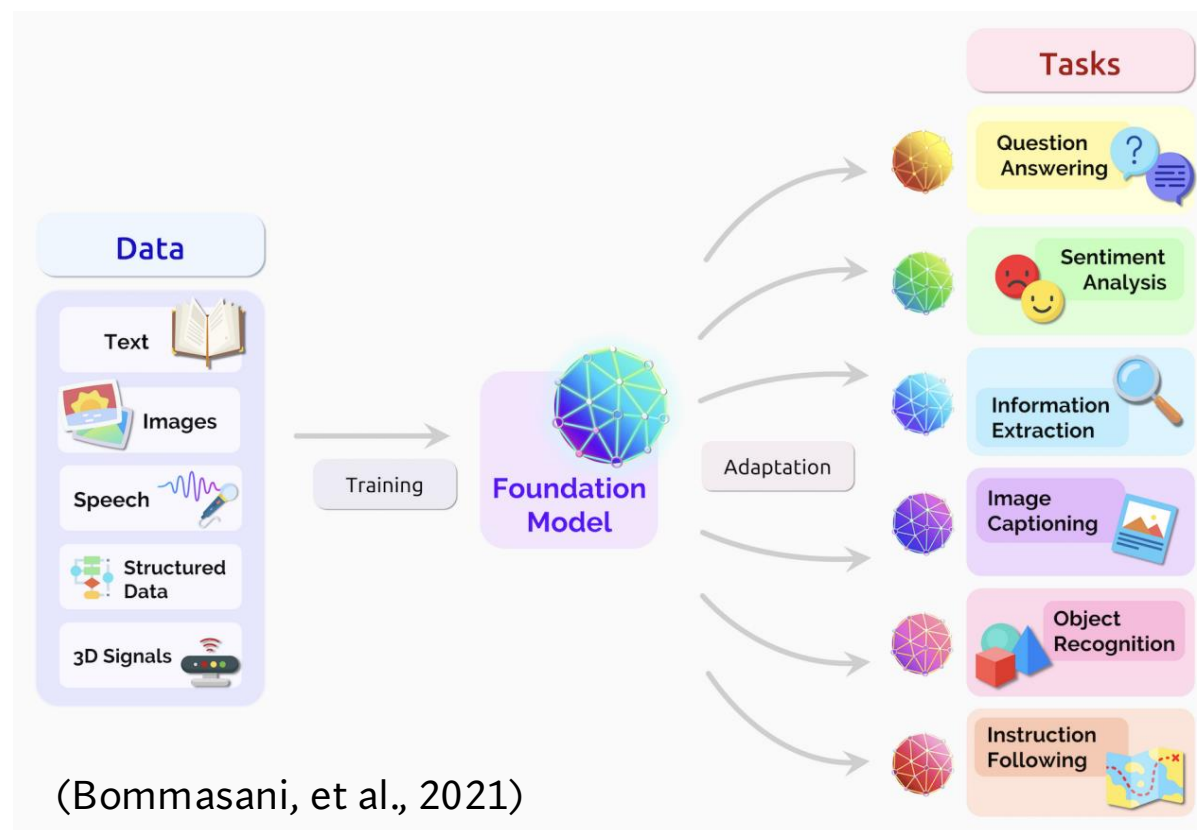 Data
Text
Images
Speech
Structured
Data
3D Signals
Training
Foundation
Model
Adaptation
Tasks
Question
Answering
?
Sentiment
Analysis
Information
Extraction
Image
Captioning
Object
Recognition
Instruction
Following
(Bommasani, et al., 2021)